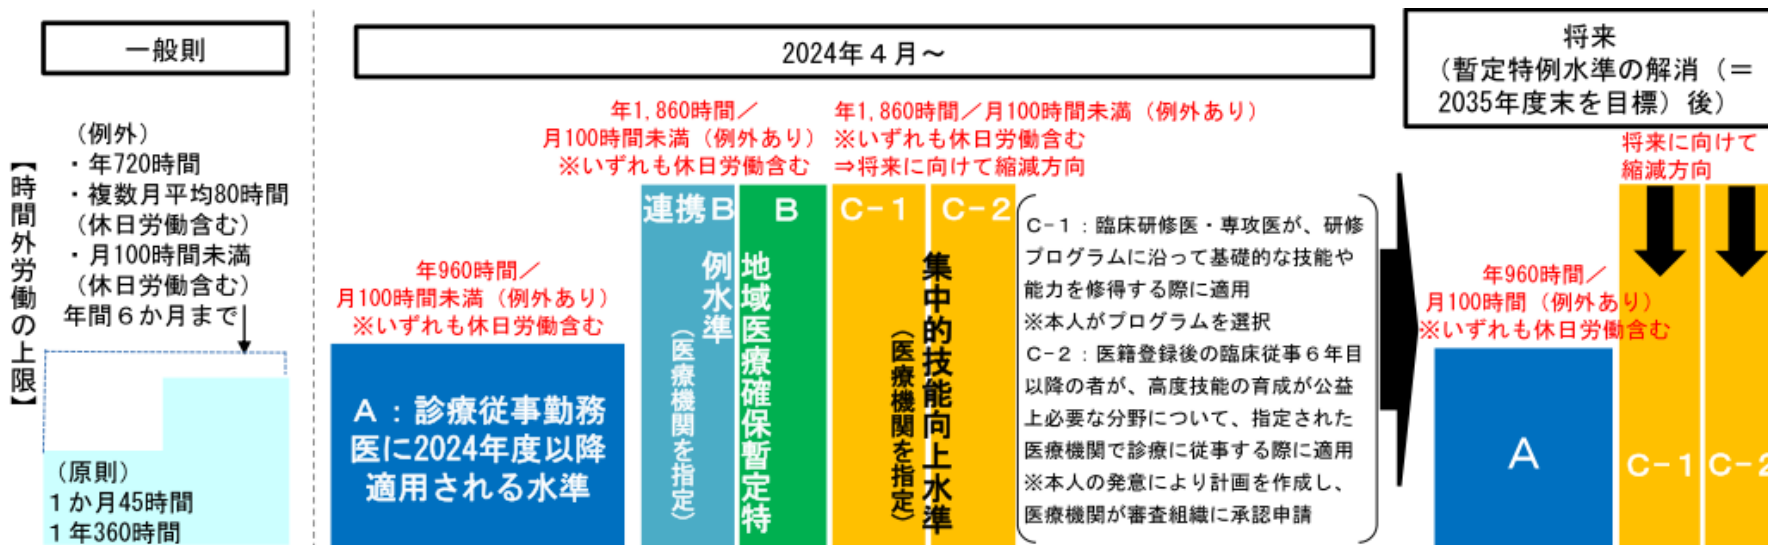 一般則
【時間外労働の上限】
（例外）
・年720時間
・複数月平均80時間
（休日労働含む）
・月100時間未満
（休日労働含む）
年間６か月まで
（原則）
１か月45時間
１年360時間
2024年４月～
年960時間／
月100時間未満（例外あり）
※いずれも休日労働含む
Ａ：診療従事勤務
医に2024年度以降
適用される水準
年1,860時間／
月100時間未満（例外あり）
※いずれも休日労働含む
連携Ｂ
Ｂ
地域医療確保暫定特
例水準
（医療機関を指定）
年1,860時間／月100時間未満（例外あり）
※いずれも休日労働含む
⇒将来に向けて縮減方向
Ｃ－１
Ｃ－２
集中的技能向上水準
（医療機関を指定）
Ｃ－１：臨床研修医・専攻医が、研修
プログラムに沿って基礎的な技能や
能力を修得する際に適用
※本人がプログラムを選択
Ｃ－２：医籍登録後の臨床従事６年目
以降の者が、高度技能の育成が公益
上必要な分野について、指定された
医療機関で診療に従事する際に適用
※本人の発意により計画を作成し、
医療機関が審査組織に承認申請
将来
（暫定特例水準の解消（＝
2035年度末を目標）後）
将来に向けて
縮減方向
年960時間／
月100時間（例外あり）
※いずれも休日労働含む
Ａ
Ｃ－１
Ｃ－２